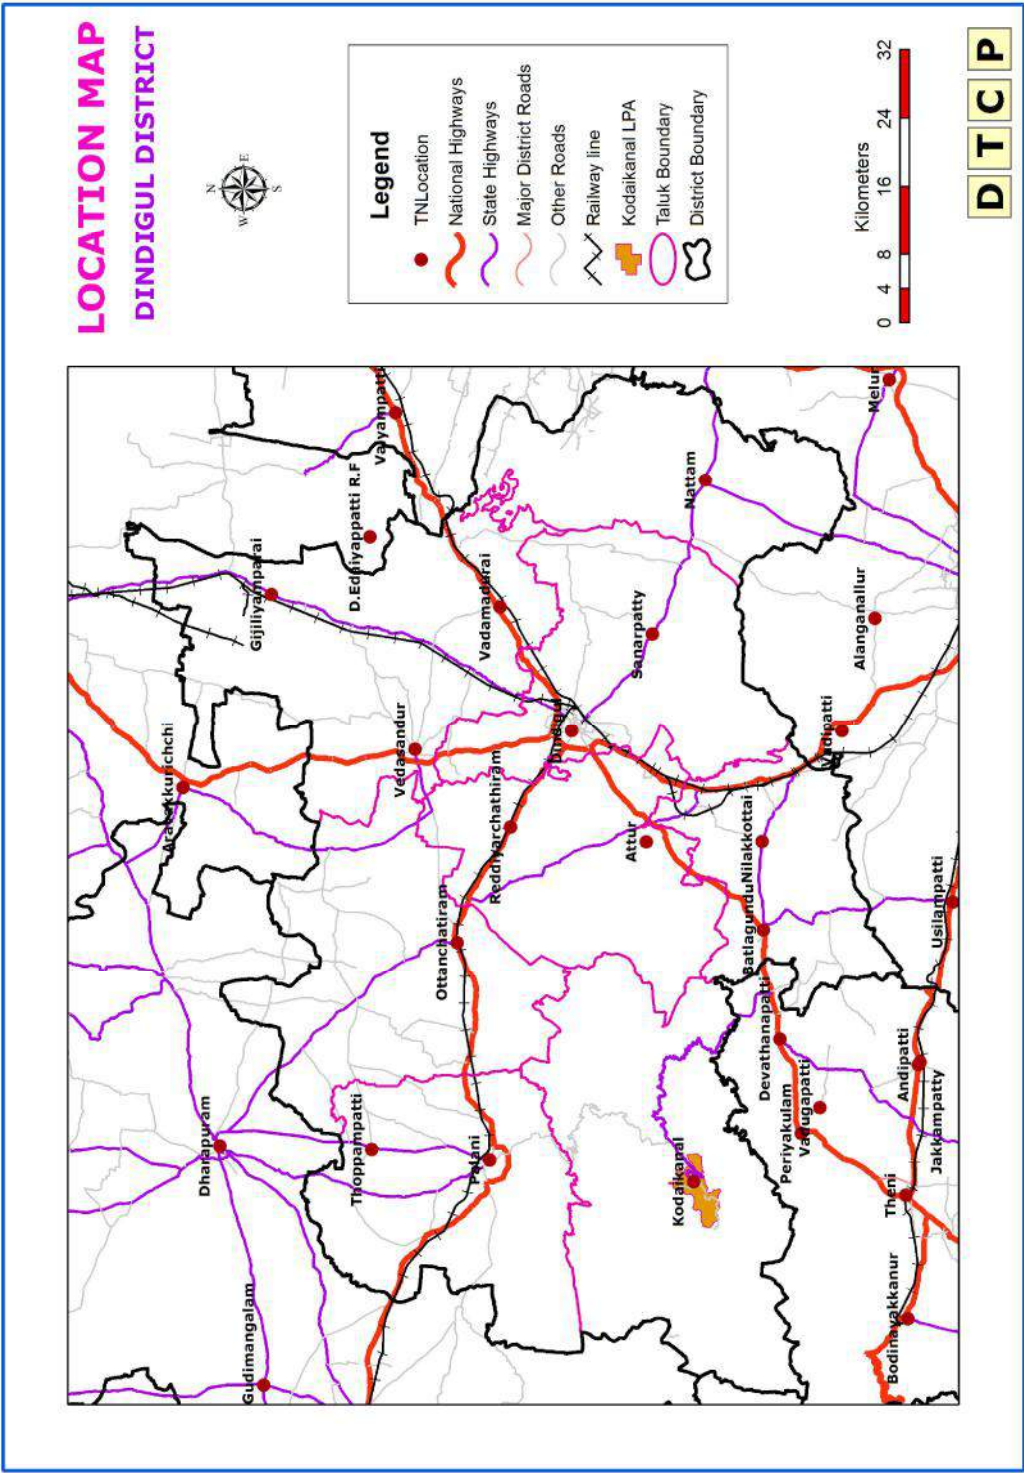 LOCATION MAP
DINDIGUL DISTRICT
N
E
S
W
Legend
TNLocation
National Highways
State Highways
Major District Roads
Other Roads
Railway line
Kodaikanal LPA
Taluk Boundary
District Boundary
Kilometers
0 4 8 16 24 32
D T C P
Aravakkurichchi
Dharapuram
Gudimangalam
Gijiliyamparai
D.Eddiyappatti R.F
Thoppampatti
Vaiyampatti
Vedasandur
Ottanchatiram
Palani
Vadamadurai
Reddiyarchathiram
Dindigul
Attur
Sanarpatty
Kodaikanal
Nattam
Nilakkottai
Batlagundu
Devathanapatti
Periyakulam
Vadugapatti
Vadipatti
Alanganallur
Melur
Theni
Bodinayakkanur
Andipatti
Jakkampatty
Usilampatti